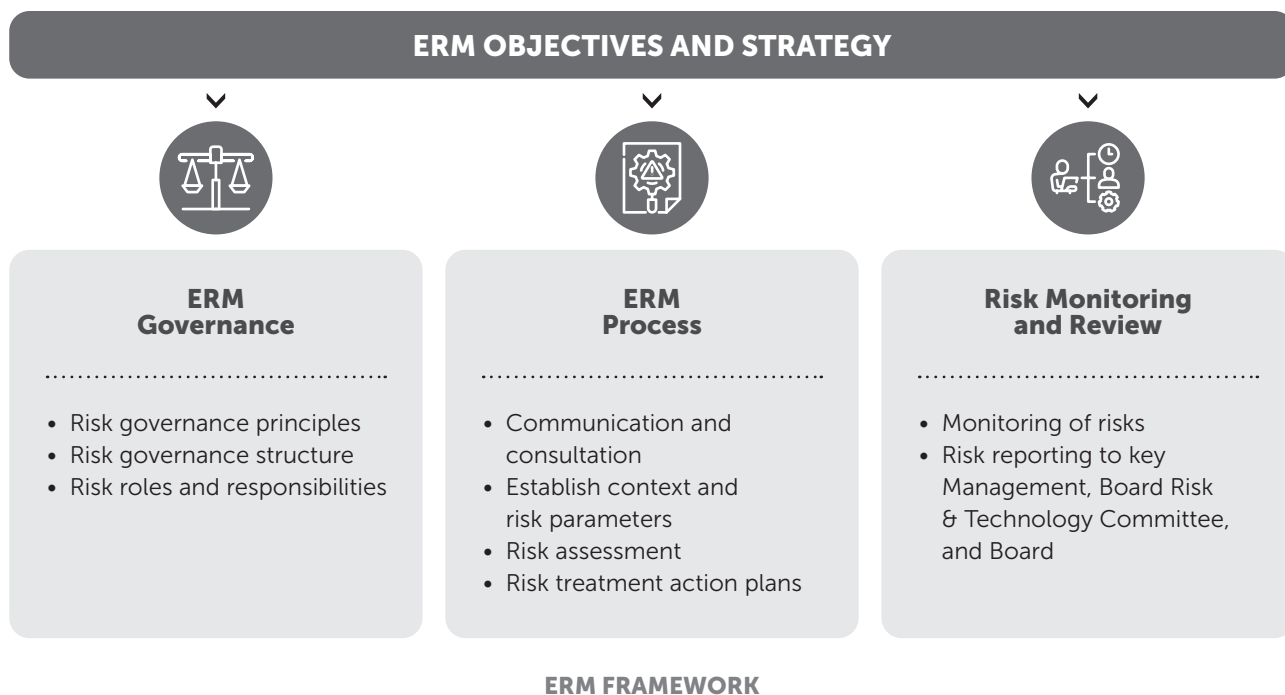 ERM OBJECTIVES AND STRATEGY
ERM
Governance
• Risk governance principles
• Risk governance structure
• Risk roles and responsibilities
ERM
Process
• Communication and
consultation
• Establish context and
risk parameters
• Risk assessment
• Risk treatment action plans
Risk Monitoring
and Review
• Monitoring of risks
• Risk reporting to key
Management, Board Risk
& Technology Committee,
and Board
ERM FRAMEWORK